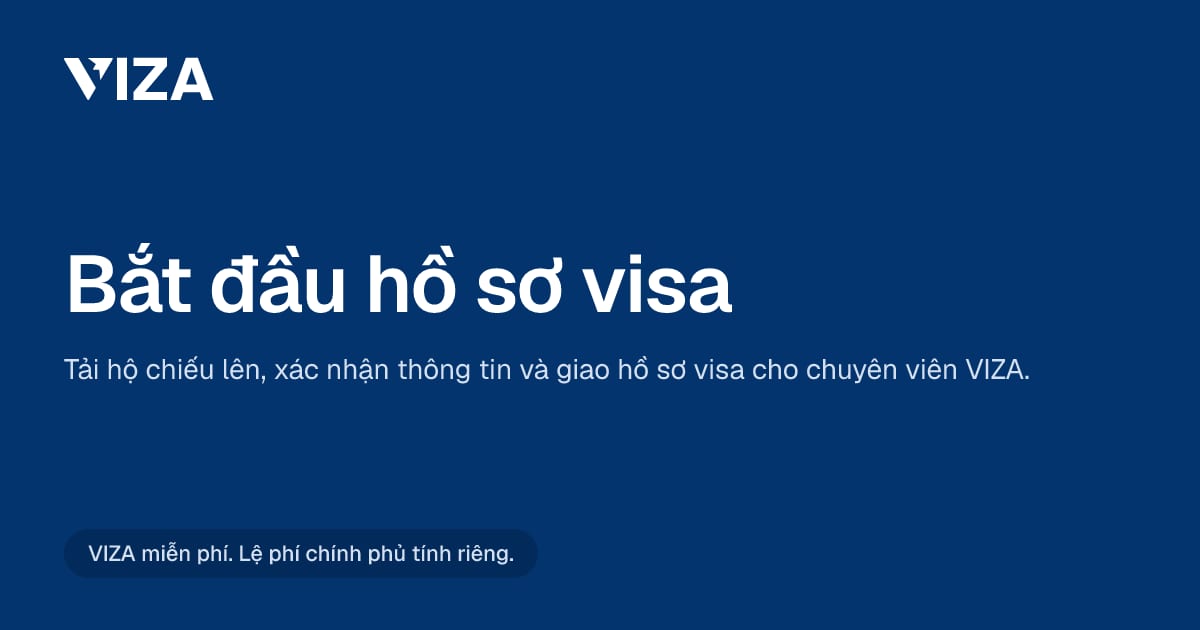 VIZA
Bắt đầu hồ sơ visa
Tải hộ chiếu lên, xác nhận thông tin và giao hồ sơ visa cho chuyên viên VIZA.
VIZA miễn phí. Lệ phí chính phủ tính riêng.